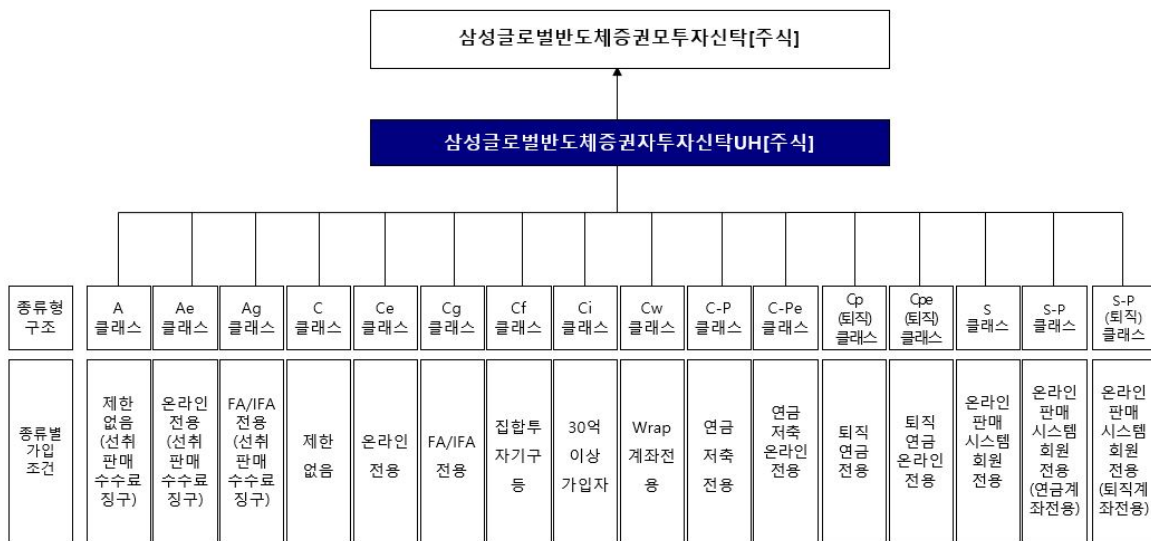 삼성글로벌반도체증권모투자신탁[주식]
삼성글로벌반도체증권자투자신탁UH[주식]
종류형
구조
A
클래스
Ae
클래스
Ag
클래스
C
클래스
Ce
클래스
Cg
클래스
Cf
클래스
Ci
클래스
Cw
클래스
C-P
클래스
C-Pe
클래스
Cp
(퇴직)
클래스
Cpe
(퇴직)
클래스
S
클래스
S-P
클래스
S-P
(퇴직)
클래스
종류별
가입
조건
제한
없음
(선취
판매
수수료
징구)
온라인
전용
(선취
판매
수수료
징구)
FA/IFA
전용
(선취
판매
수수료
징구)
제한
없음
온라인
전용
FA/IFA
전용
집합투
자기구
등
30억
이상
가입자
Wrap
계좌전
용
연금
저축
전용
연금
저축
온라인
전용
퇴직
연금
전용
퇴직
연금
온라인
전용
온라인
판매
시스템
회원
전용
온라인
판매
시스템
회원
전용
(연금계
좌전용)
온라인
판매
시스템
회원
전용
(퇴직계
좌전용)